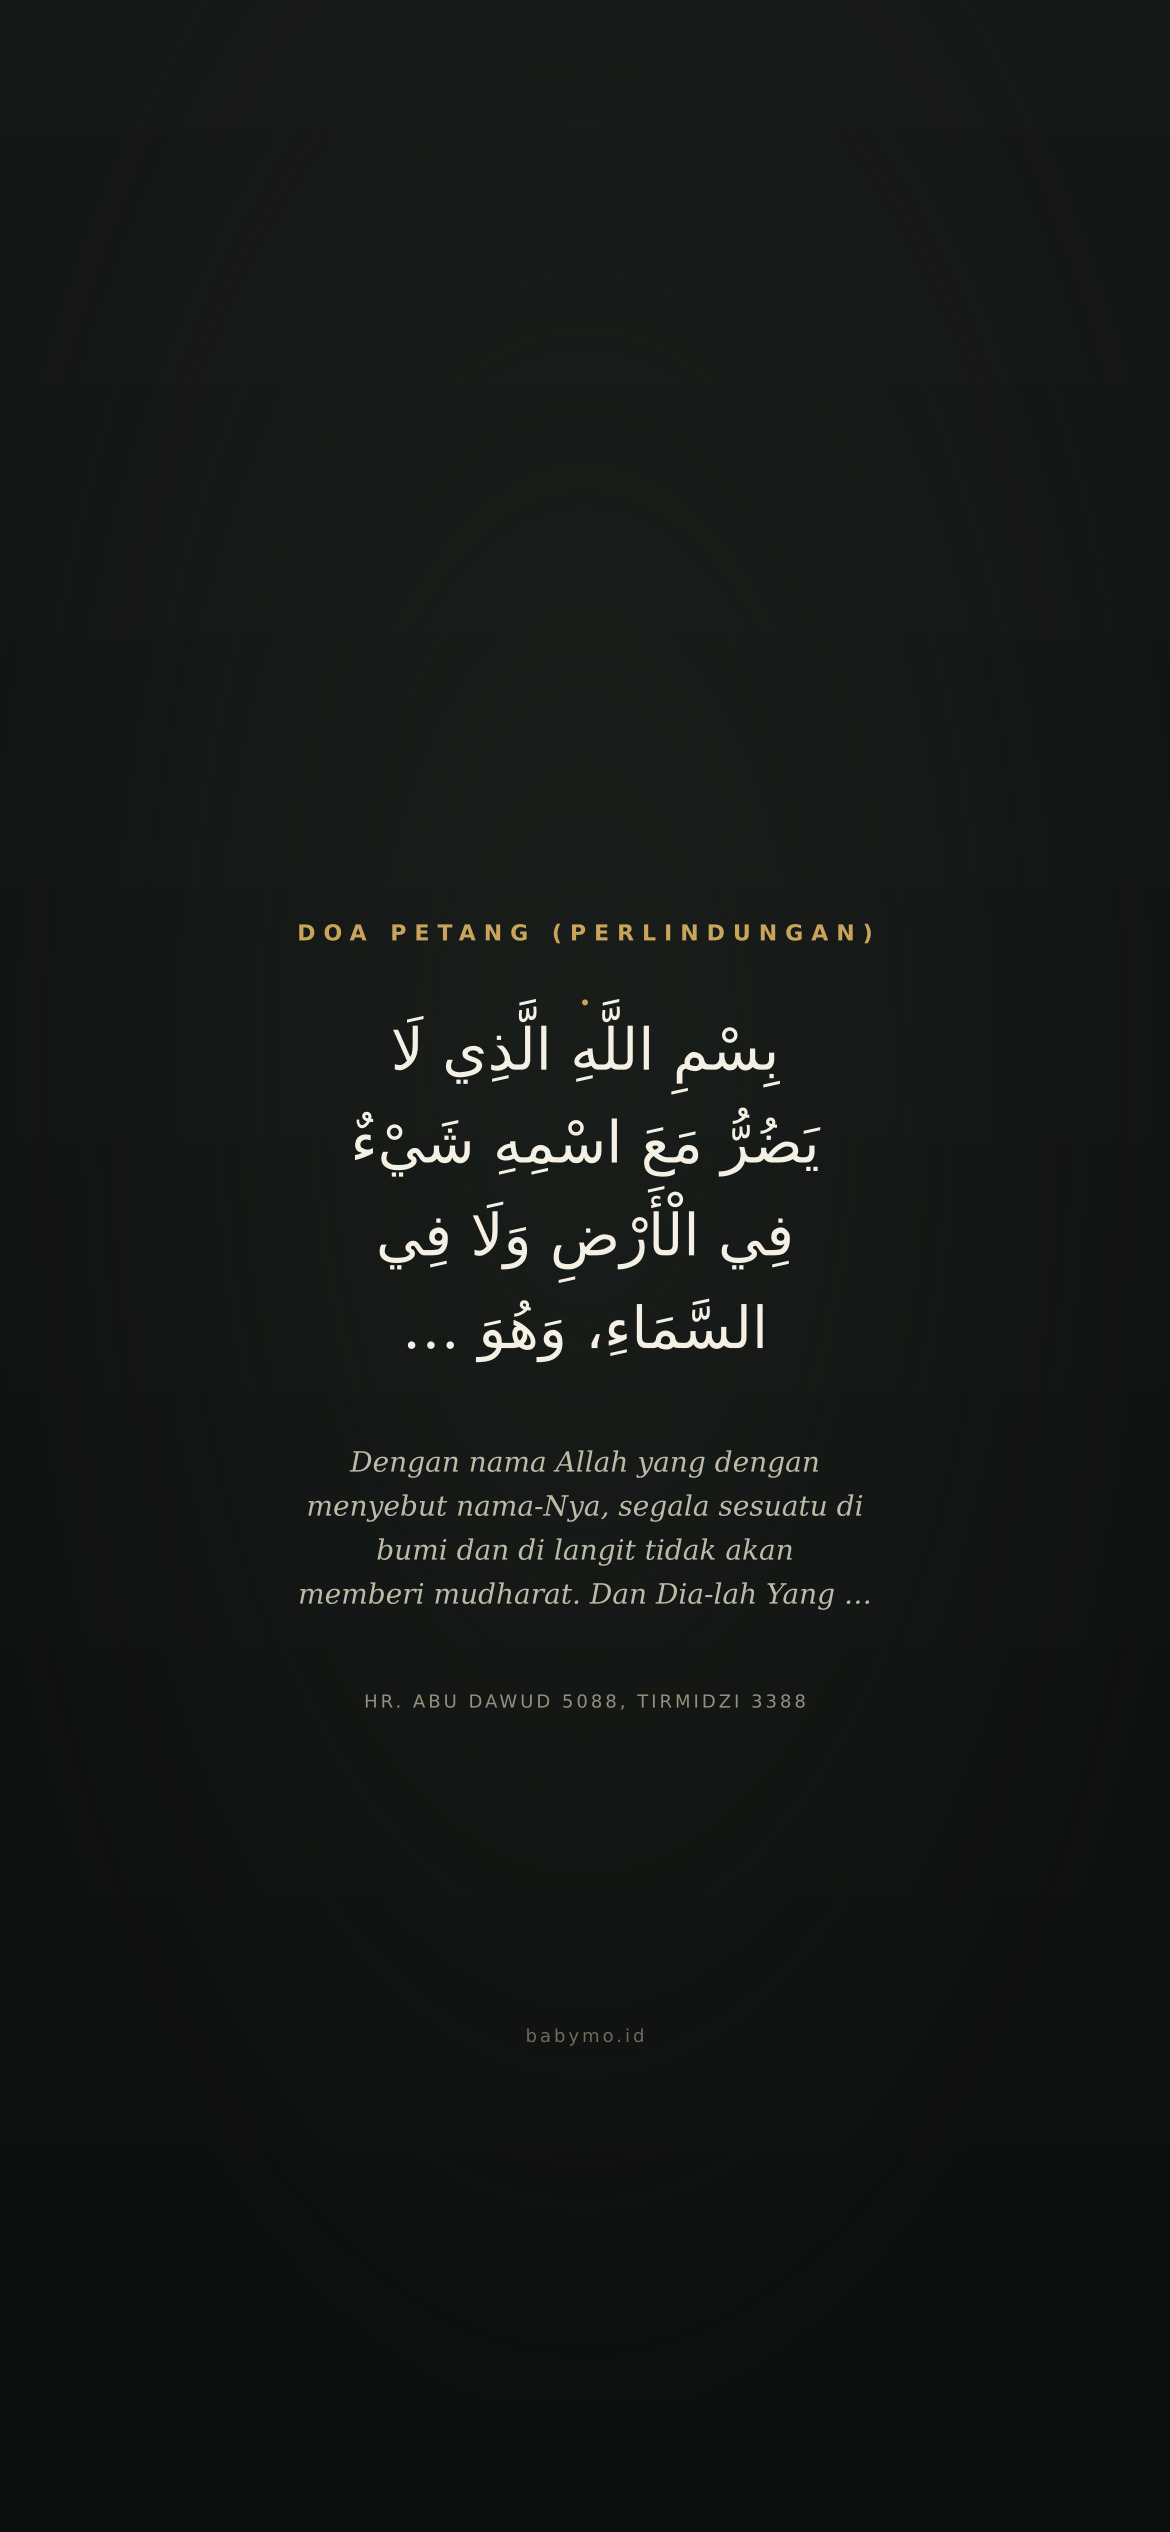 DOA PETANG (PERLINDUNGAN)
بِسْمِ اللَّهِ الَّذِي لَا
يَضُرُّ مَعَ اسْمِهِ شَيْءٌ
فِي الْأَرْضِ وَلَا فِي
السَّمَاءِ، وَهُوَ ...
Dengan nama Allah yang dengan
menyebut nama-Nya, segala sesuatu di
bumi dan di langit tidak akan
memberi mudharat. Dan Dia-lah Yang ...
HR. ABU DAWUD 5088, TIRMIDZI 3388
babymo.id